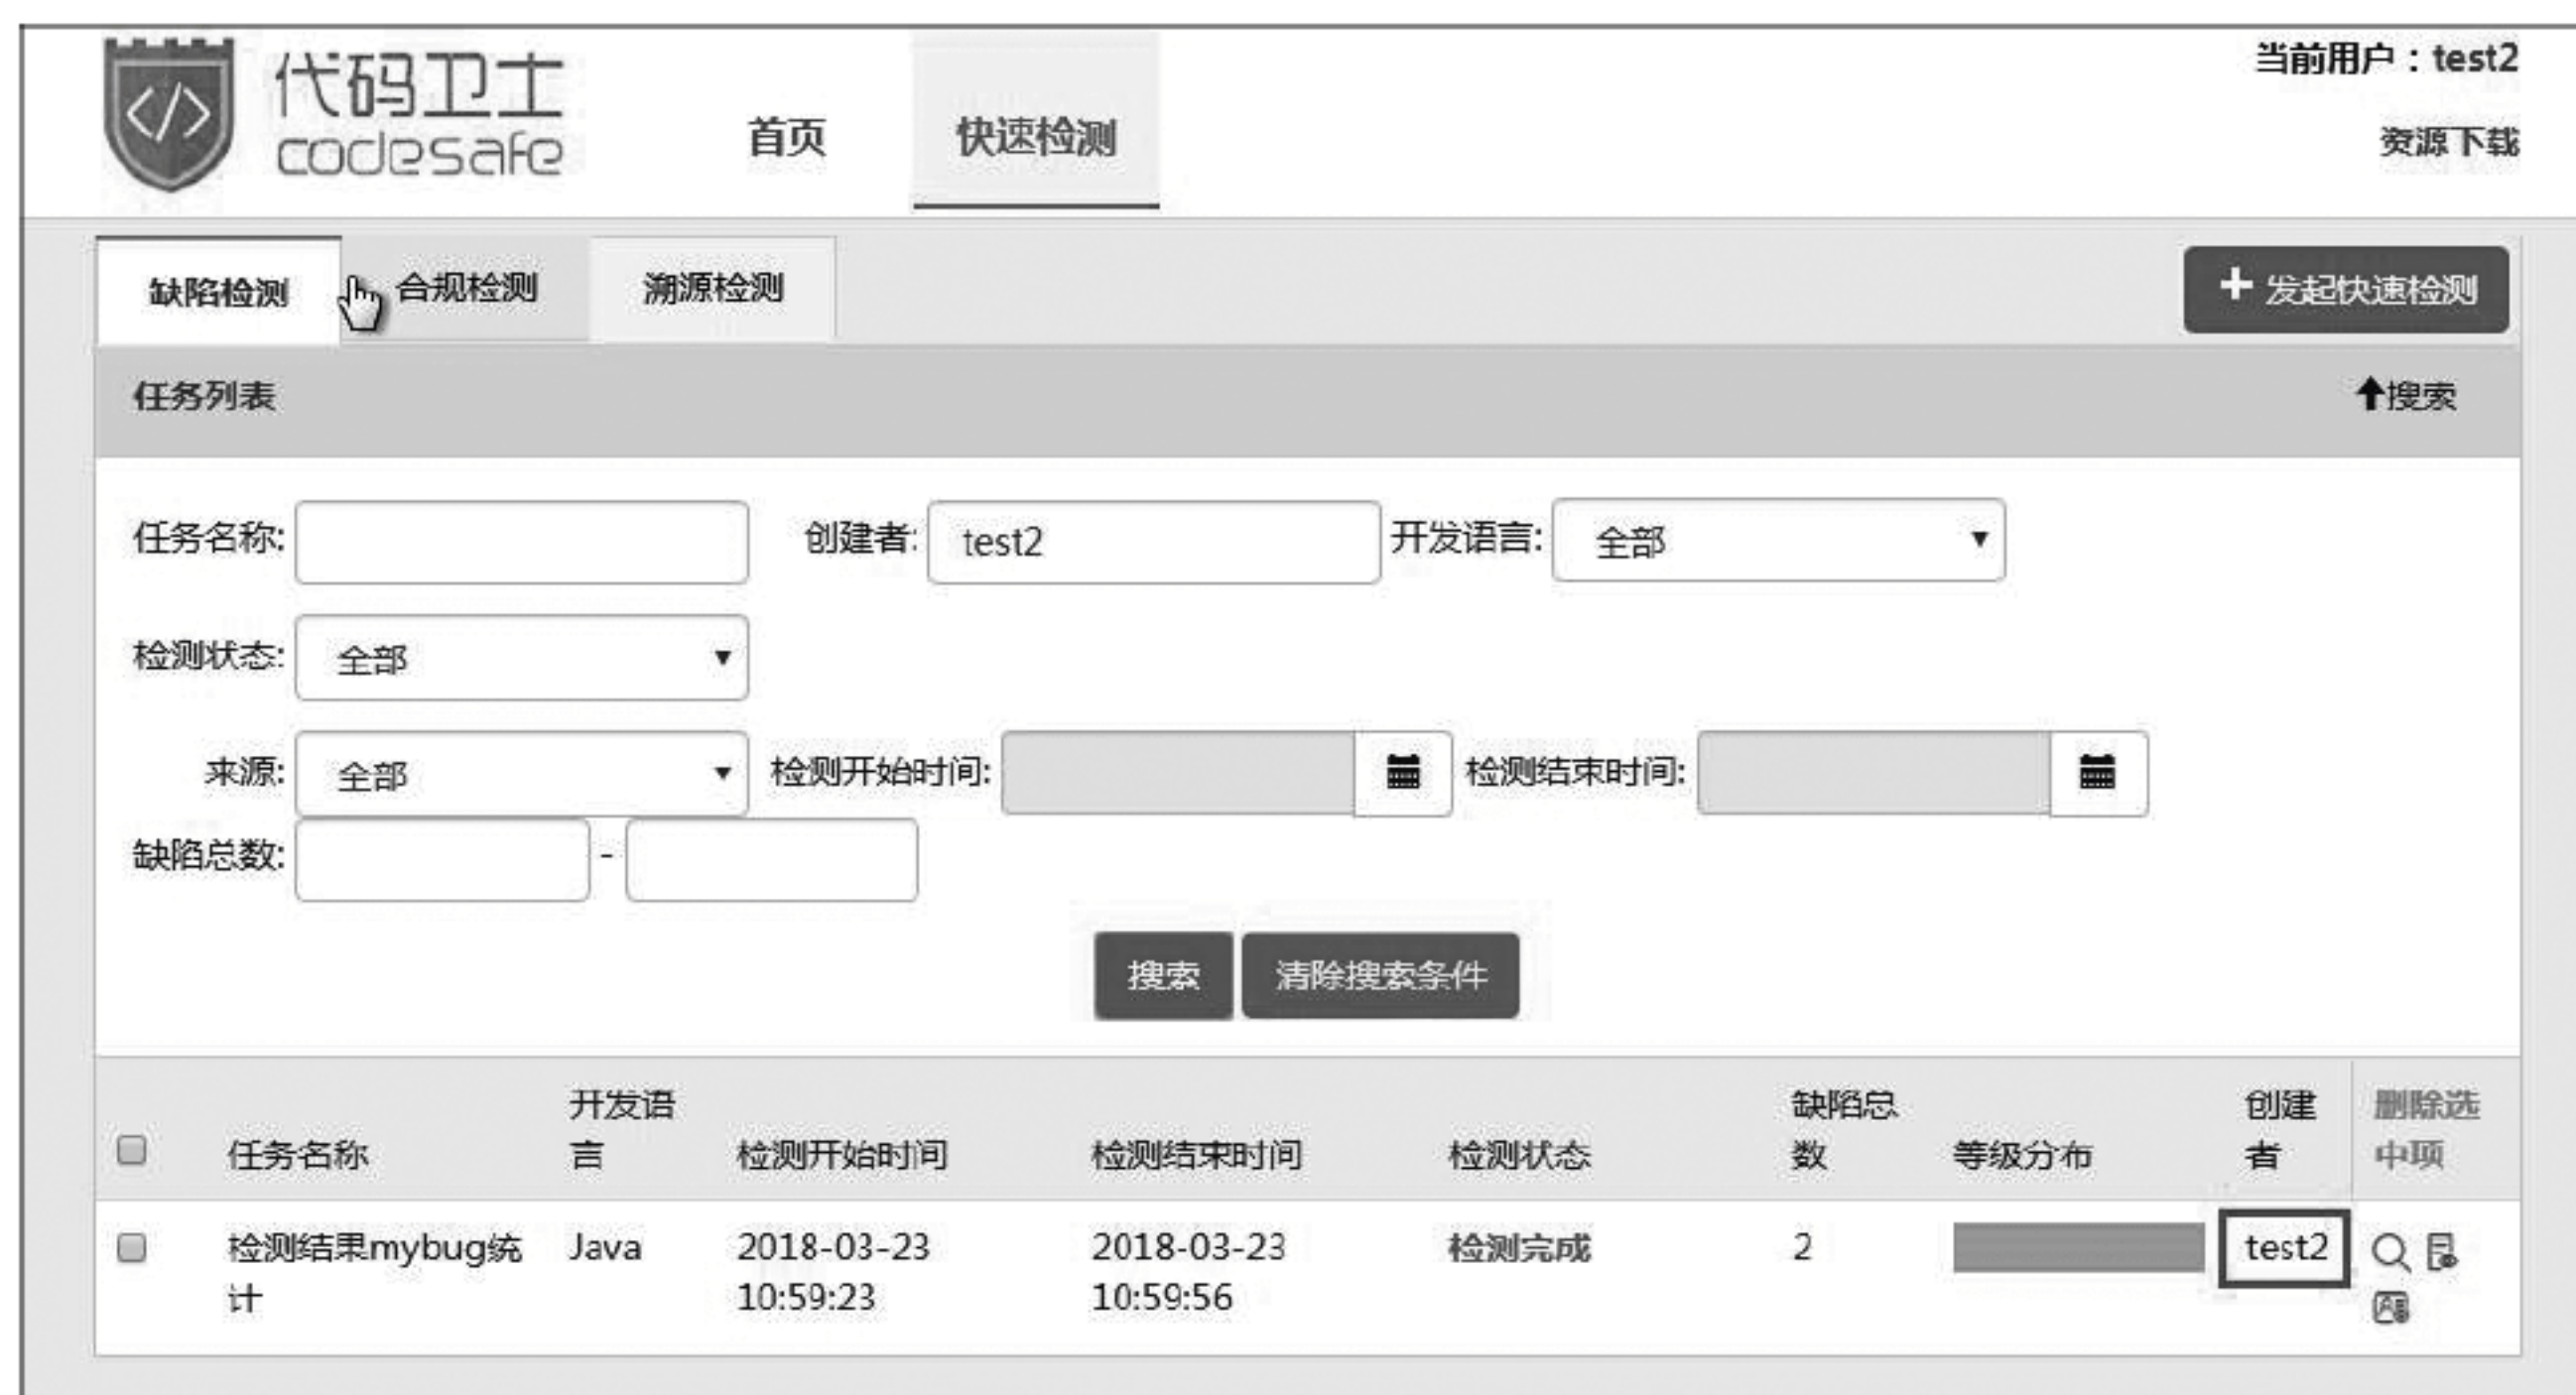 当前用户：test2
代码卫士
codesafe
首页 快速检测
资源下载
缺陷检测 合规检测 溯源检测 发起快速检测
任务列表 搜索
任务名称: 创建者: test2 开发语言: 全部
检测状态: 全部
来源: 全部 检测开始时间: 检测结束时间:
缺陷总数: -
搜索 清除搜索条件
任务名称 开发语言 检测开始时间 检测结束时间 检测状态 缺陷总数 等级分布 创建者 删除选中项
检测结果mybug统计 Java 2018-03-23 10:59:23 2018-03-23 10:59:56 检测完成 2 test2